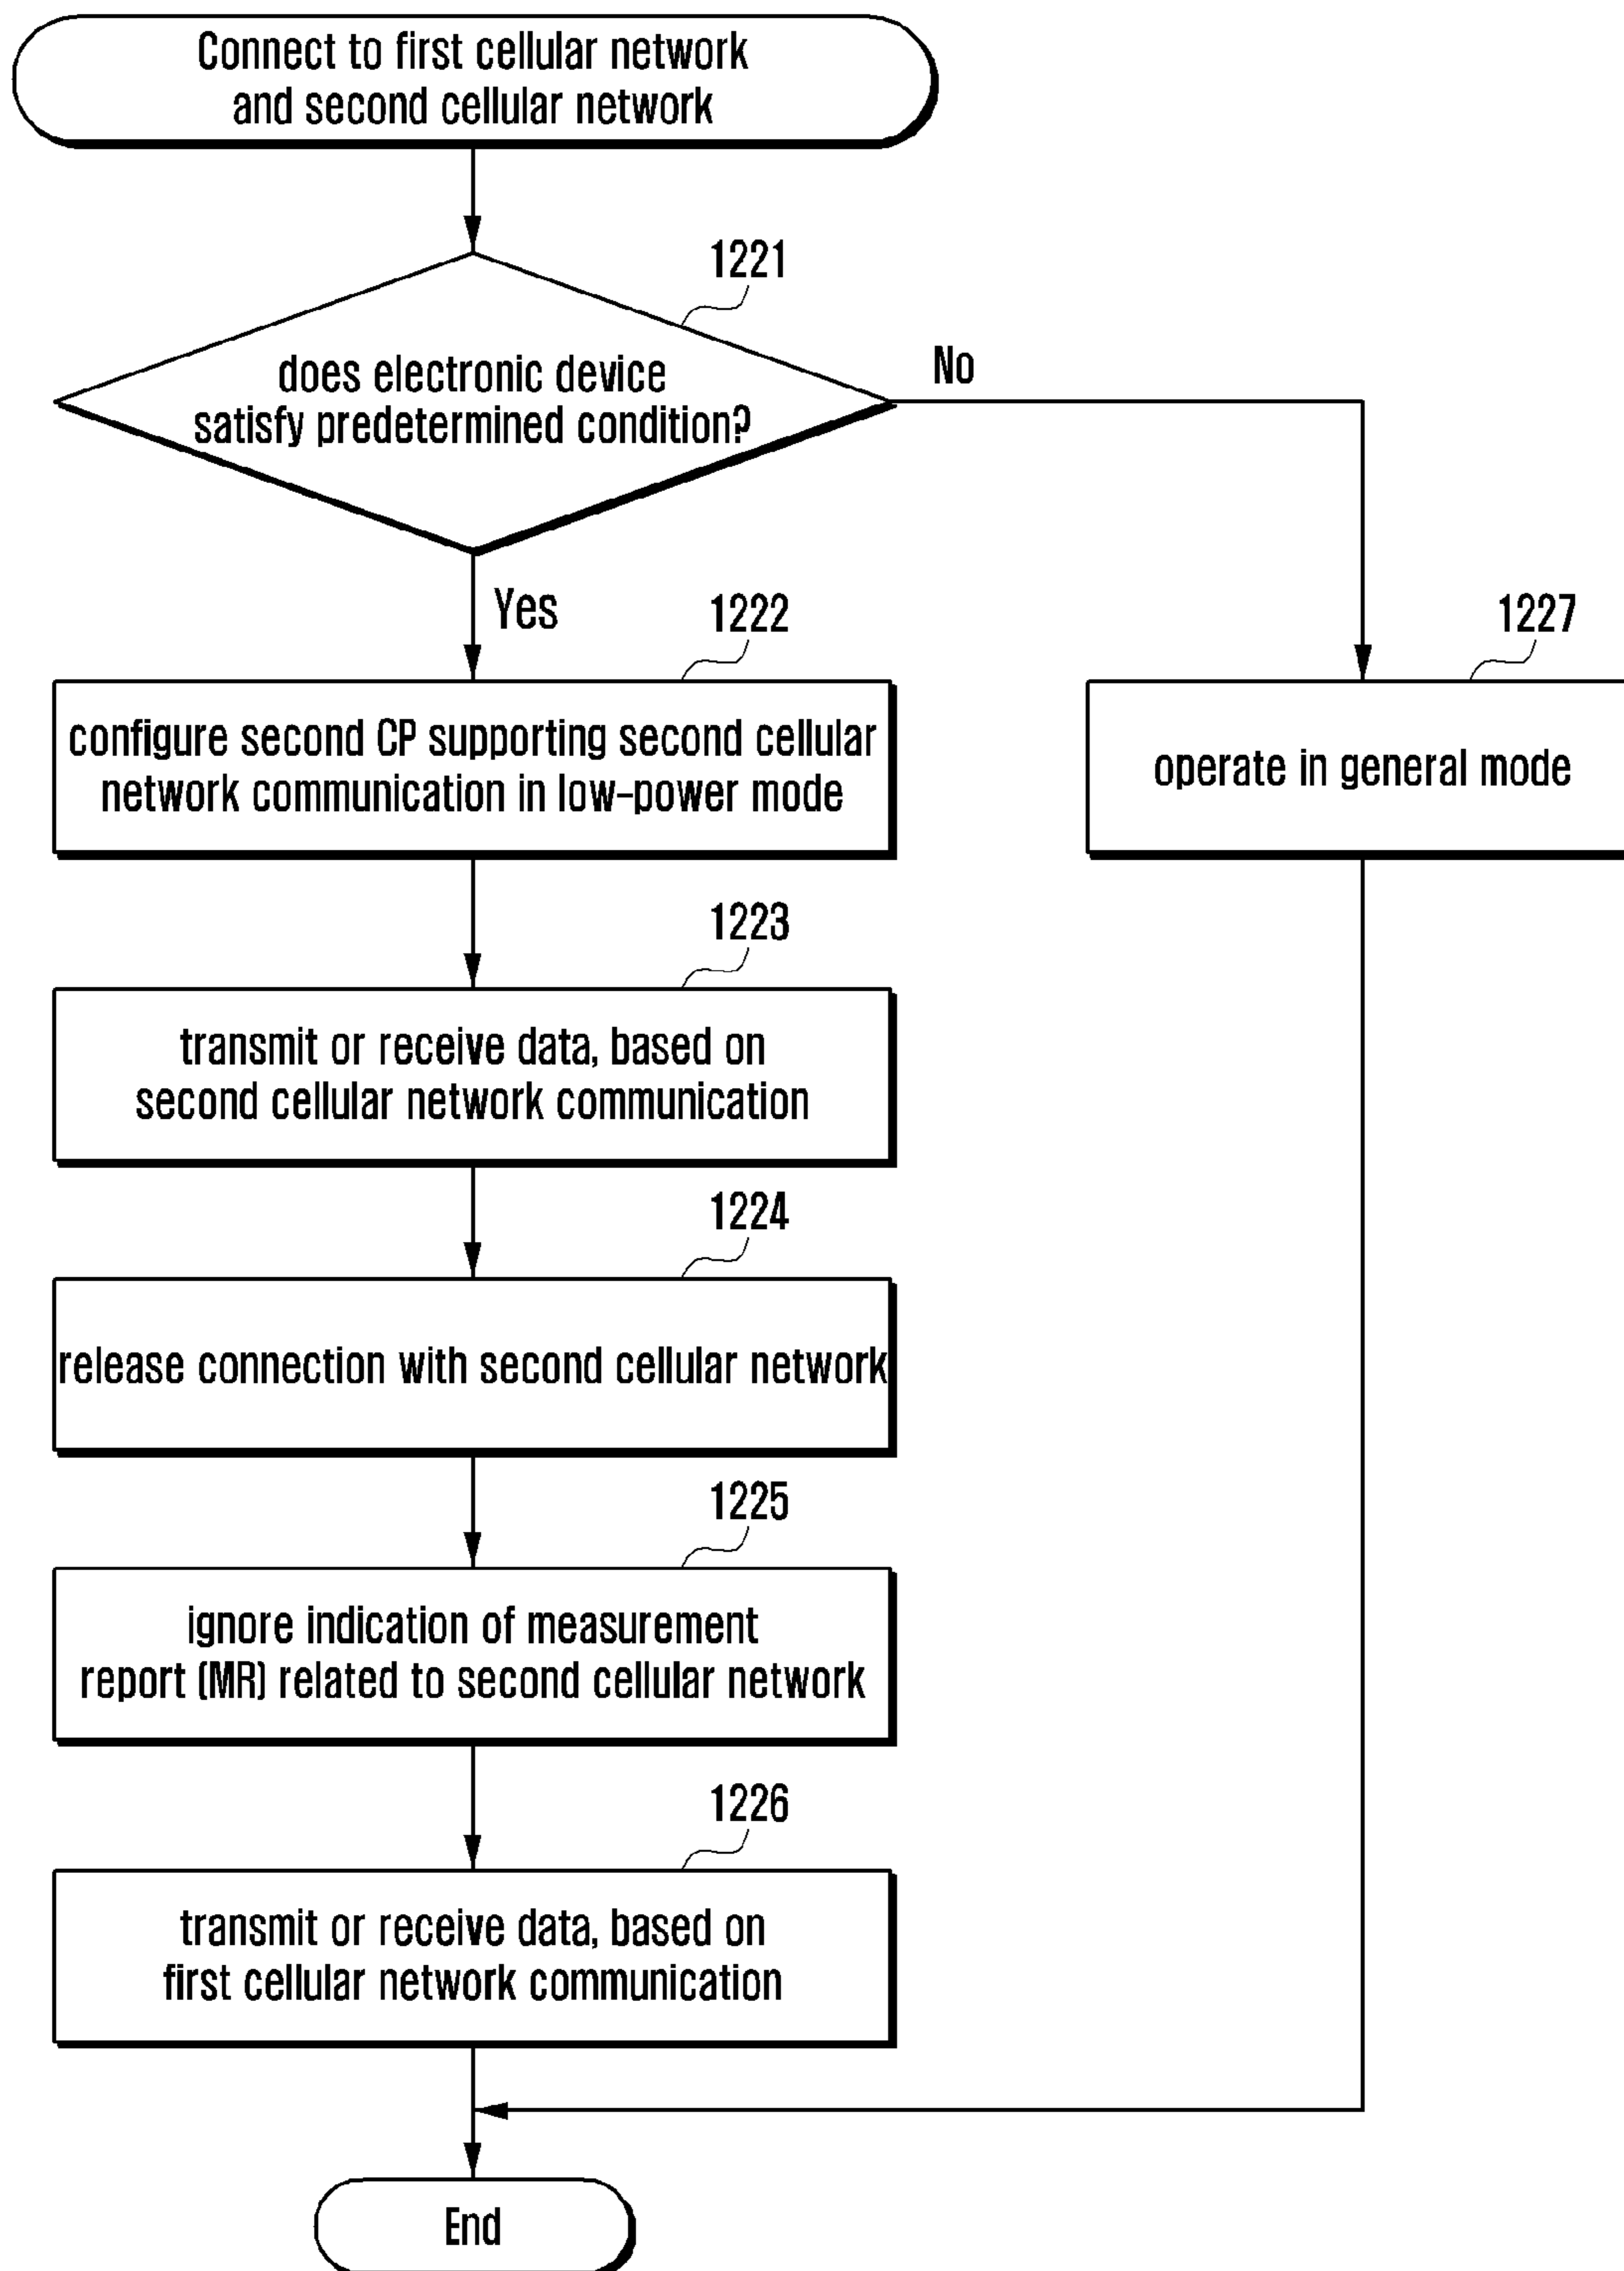 Connect to first cellular network
and second cellular network
1221
does electronic device
satisfy predetermined condition?
No
Yes
1222
configure second CP supporting second cellular
network communication in low-power mode
1227
operate in general mode
1223
transmit or receive data, based on
second cellular network communication
1224
release connection with second cellular network
1225
ignore indication of measurement
report (MR) related to second cellular network
1226
transmit or receive data, based on
first cellular network communication
End